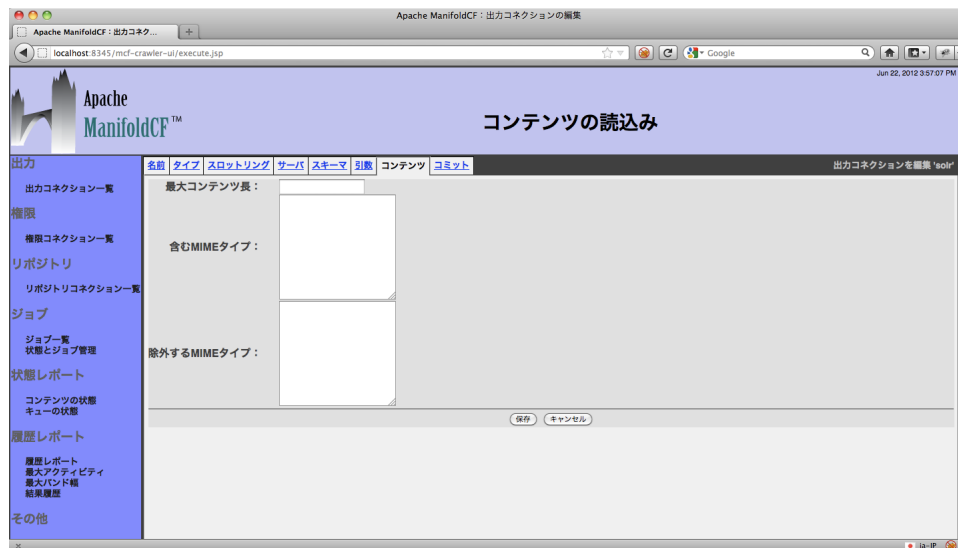 Apache ManifoldCF：出力コネクションの編集
Apache ManifoldCF：出力コネク...
localhost:8345/mcf-crawler-ui/execute.jsp
Google
Jun 22, 2012 3:57:07 PM
Apache
ManifoldCF™
コンテンツの読込み
出力
出力コネクション一覧
権限
権限コネクション一覧
リポジトリ
リポジトリコネクション一覧
ジョブ
ジョブ一覧
状態とジョブ管理
状態レポート
コンテンツの状態
キューの状態
履歴レポート
履歴レポート
最大アクティビティ
最大バンド幅
結果履歴
その他
名前 タイプ スロットリング サーバ スキーマ 引数 コンテンツ コミット
出力コネクションを編集 'solr'
最大コンテンツ長：
含むMIMEタイプ：
除外するMIMEタイプ：
保存 キャンセル
ja-JP